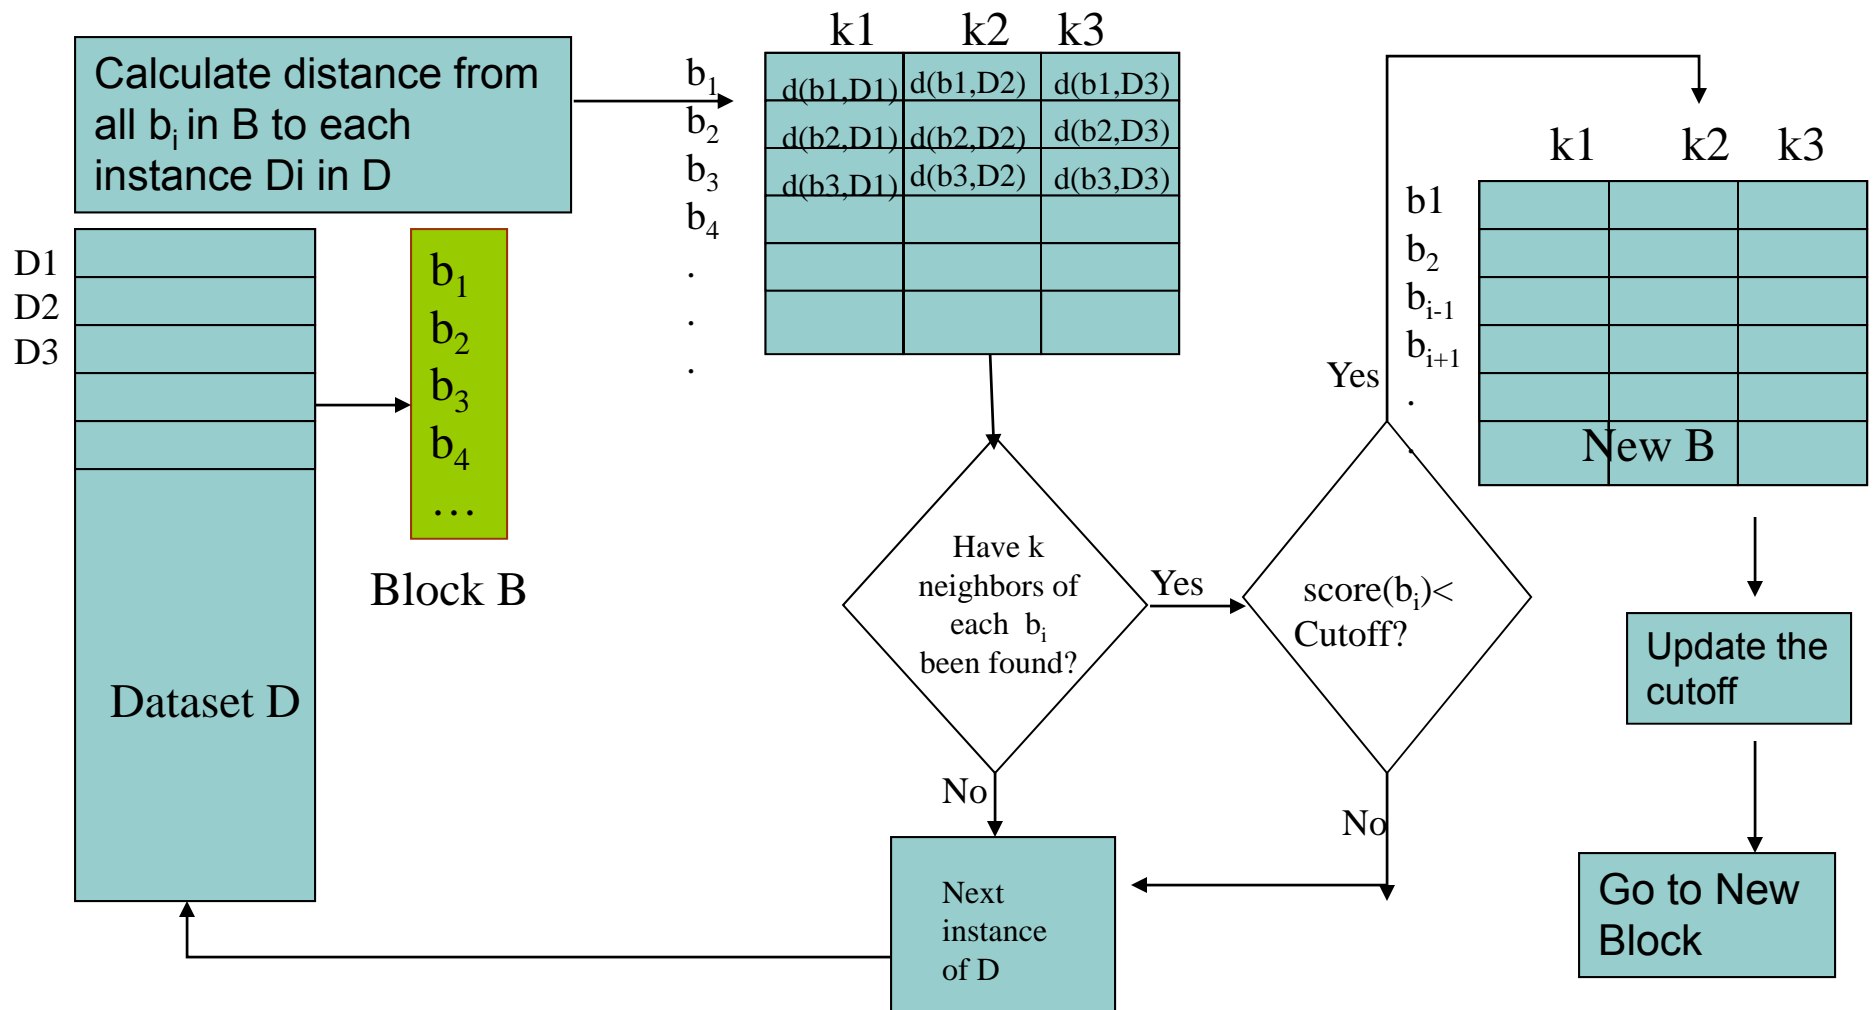 Calculate distance from
all bi in B to each
instance Di in D
k1 k2 k3
b1 d(b1,D1) d(b1,D2) d(b1,D3)
b2 d(b2,D1) d(b2,D2) d(b2,D3)
b3 d(b3,D1) d(b3,D2) d(b3,D3)
b4
.
.
.
D1
D2
D3
Dataset D
b1
b2
b3
b4
…
Block B
Have k
neighbors of
each bi
been found?
Yes
No
score(bi)<
Cutoff?
Yes
No
Next
instance
of D
k1 k2 k3
b1
b2
bi-1
bi+1
.
.
New B
Update the
cutoff
Go to New
Block